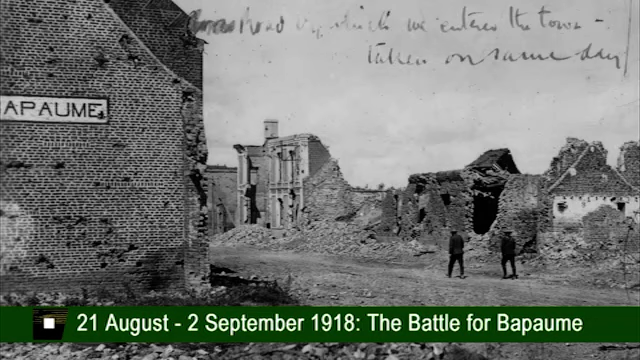 by which we entered the town -
taken on same day
BAPAUME
21 August - 2 September 1918: The Battle for Bapaume